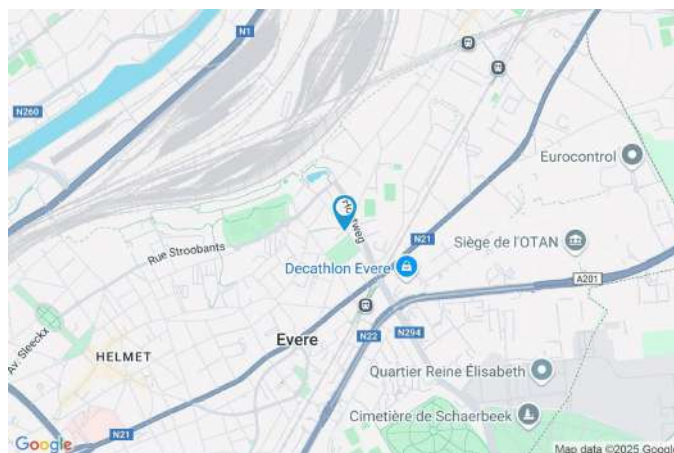 N1
N260
Eurocontrol
N21
Siège de l'OTAN
Rue Stroobants
Decathlon Evere
A201
Av. Sleeckx
Evere
N22
N294
HELMET
Quartier Reine Élisabeth
Cimetière de Schaerbeek
N21
Google
Map data ©2025 Google